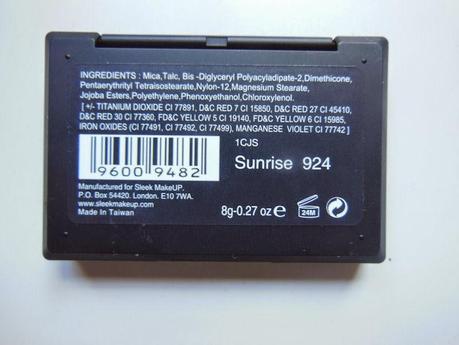 INGREDIENTS : Mica,Talc, Bis -Diglyceryl Polyacyladipate-2,Dimethicone,
Pentaerythrityl Tetraisostearate,Nylon-12,Magnesium Stearate,
Jojoba Esters,Polyethylene,Phenoxyethanol,Chloroxylenol.
[ +/- TITANIUM DIOXIDE CI 77891, D&C RED 7 CI 15850, D&C RED 27 CI 45410,
D&C RED 30 CI 77360, FD&C YELLOW 5 CI 19140, FD&C YELLOW 6 CI 15985,
IRON OXIDES (CI 77491, CI 77492, CI 77499), MANGANESE VIOLET CI 77742 ]
1CJS
9600 9482
Sunrise 924
Manufactured for Sleek MakeUP.
P.O. Box 54420. London. E10 7WA.
www.sleekmakeup.com
Made In Taiwan
8g-0.27 oz e
24M